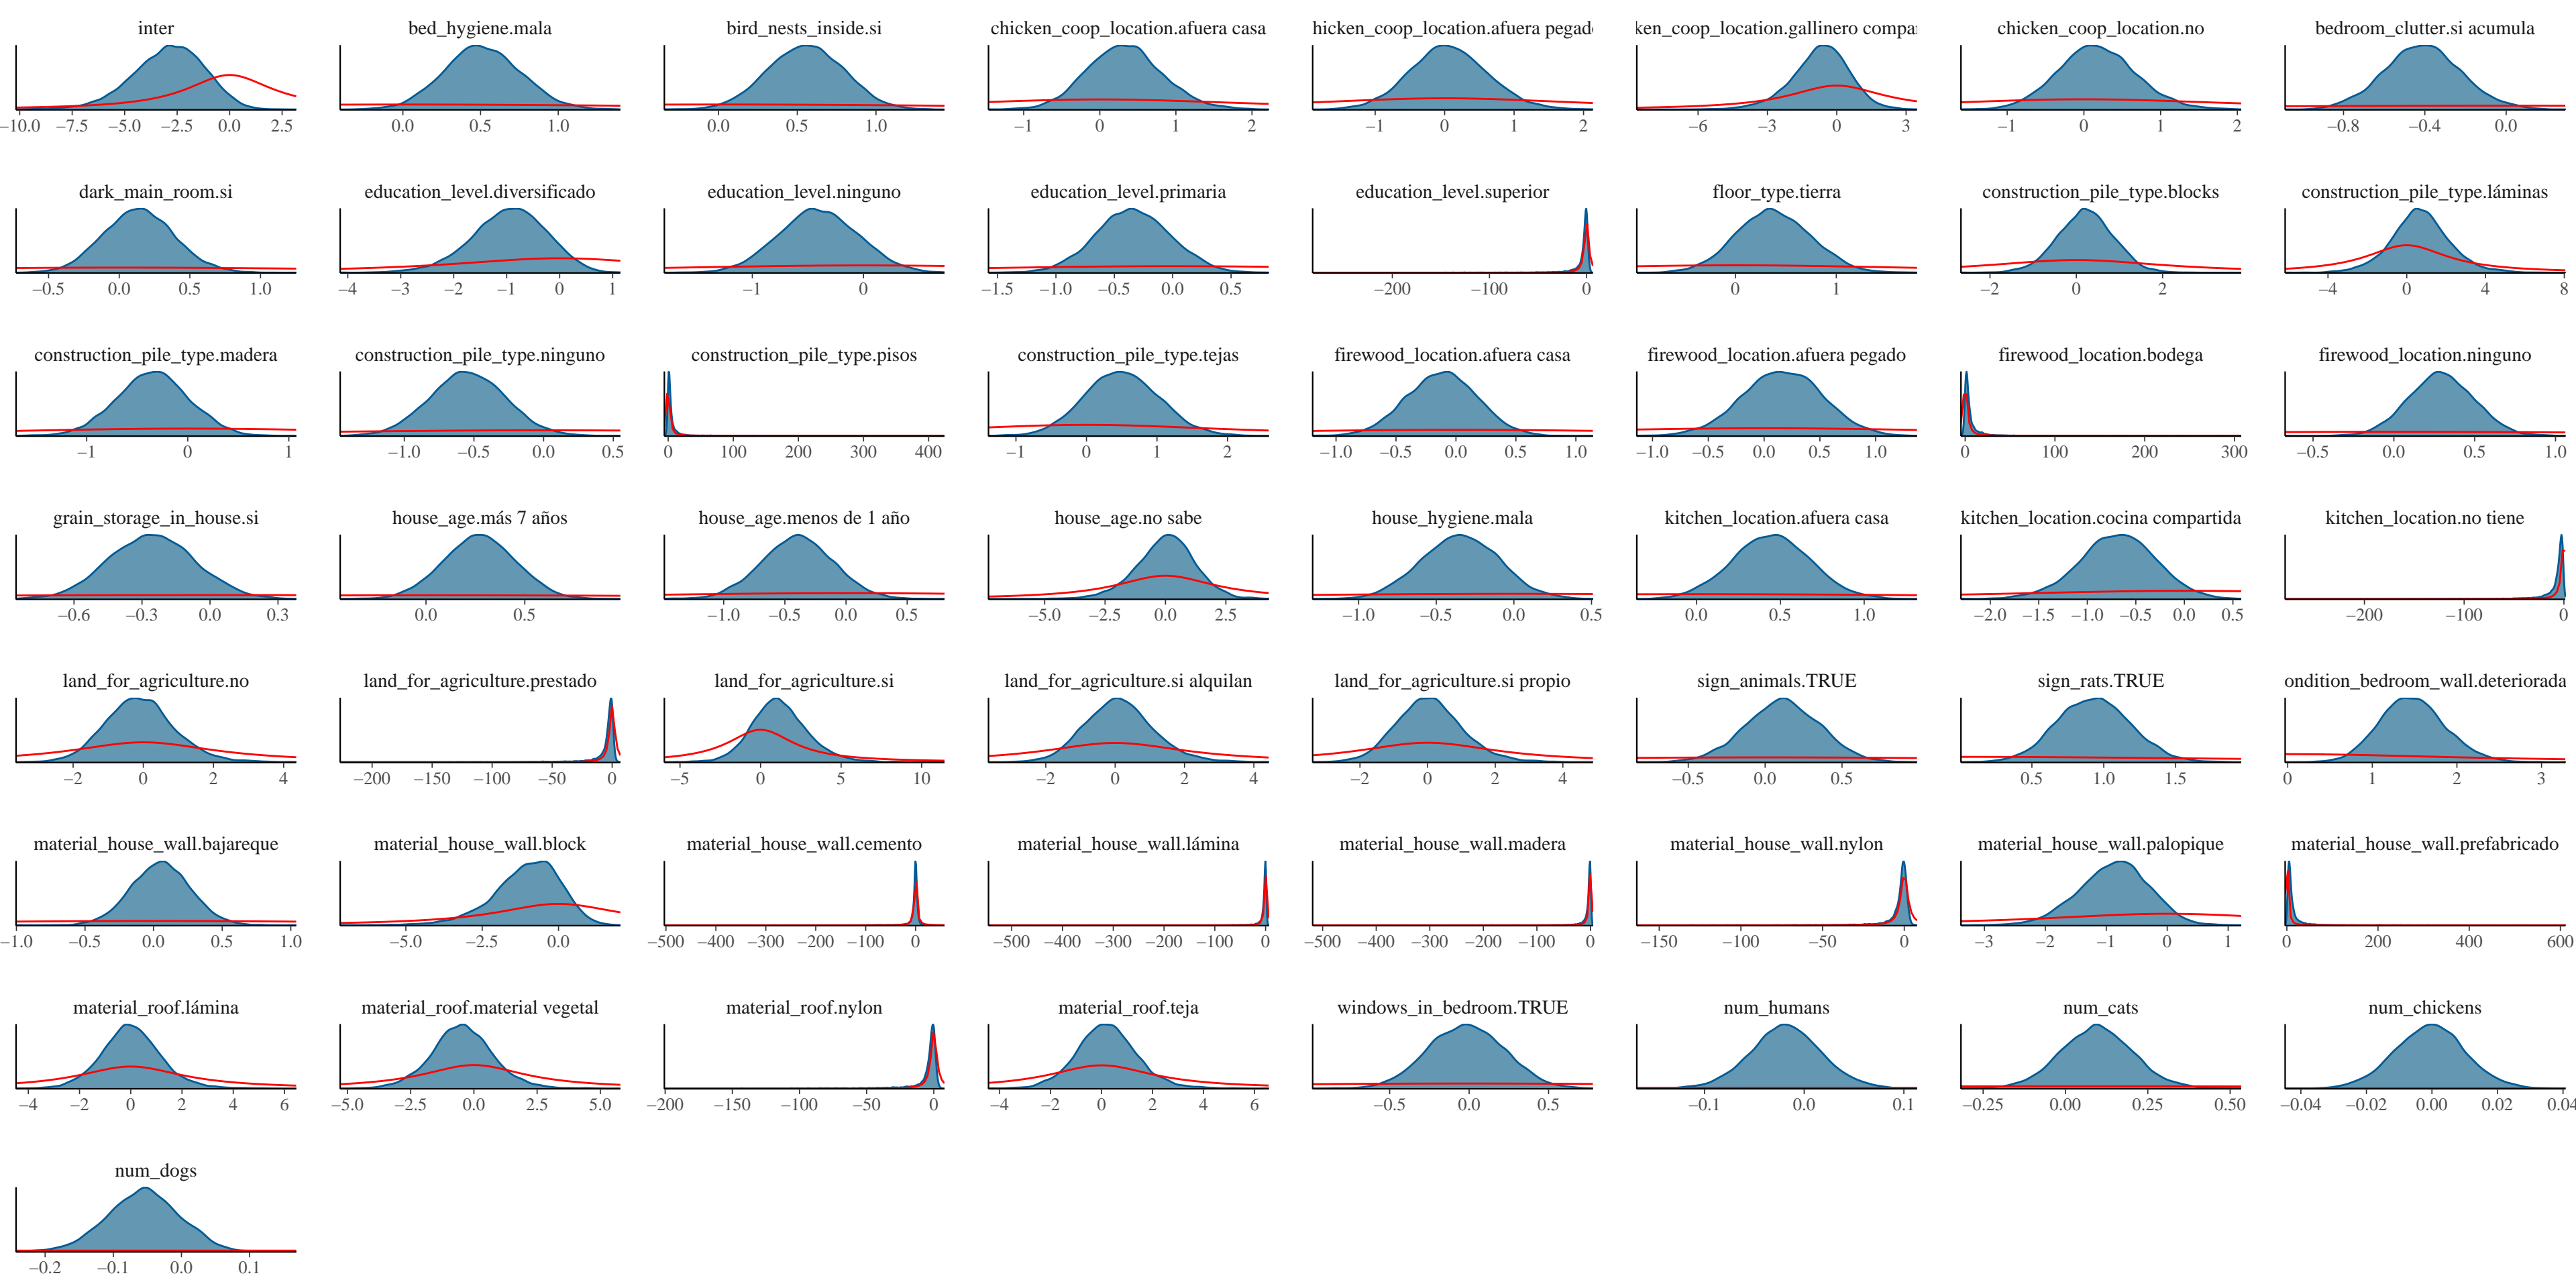 inter bed_hygiene.mala bird_nests_inside.si chicken_coop_location.afuera casa hicken_coop_location.afuera pegado ken_coop_location.gallinero compar chicken_coop_location.no bedroom_clutter.si acumula
−10.0 −7.5 −5.0 −2.5 0.0 2.5 0.0 0.5 1.0 0.0 0.5 1.0 −1 0 1 2 −1 0 1 2 −6 −3 0 3 −1 0 1 2 −0.8 −0.4 0.0
dark_main_room.si education_level.diversificado education_level.ninguno education_level.primaria education_level.superior floor_type.tierra construction_pile_type.blocks construction_pile_type.láminas
−0.5 0.0 0.5 1.0 −4 −3 −2 −1 0 1 −1 0 −1.5 −1.0 −0.5 0.0 0.5 −200 −100 0 0 1 −2 0 2 −4 0 4 8
construction_pile_type.madera construction_pile_type.ninguno construction_pile_type.pisos construction_pile_type.tejas firewood_location.afuera casa firewood_location.afuera pegado firewood_location.bodega firewood_location.ninguno
−1 0 1 −1.0 −0.5 0.0 0.5 0 100 200 300 400 −1 0 1 2 −1.0 −0.5 0.0 0.5 1.0 −1.0 −0.5 0.0 0.5 1.0 0 100 200 300 −0.5 0.0 0.5 1.0
grain_storage_in_house.si house_age.más 7 años house_age.menos de 1 año house_age.no sabe house_hygiene.mala kitchen_location.afuera casa kitchen_location.cocina compartida kitchen_location.no tiene
−0.6 −0.3 0.0 0.3 0.0 0.5 −1.0 −0.5 0.0 0.5 −5.0 −2.5 0.0 2.5 −1.0 −0.5 0.0 0.5 0.0 0.5 1.0 −2.0 −1.5 −1.0 −0.5 0.0 0.5 −200 −100 0
land_for_agriculture.no land_for_agriculture.prestado land_for_agriculture.si land_for_agriculture.si alquilan land_for_agriculture.si propio sign_animals.TRUE sign_rats.TRUE ondition_bedroom_wall.deteriorada
−2 0 2 4 −200 −150 −100 −50 0 −5 0 5 10 −2 0 2 4 −2 0 2 4 −0.5 0.0 0.5 0.5 1.0 1.5 0 1 2 3
material_house_wall.bajareque material_house_wall.block material_house_wall.cemento material_house_wall.lámina material_house_wall.madera material_house_wall.nylon material_house_wall.palopique material_house_wall.prefabricado
−1.0 −0.5 0.0 0.5 1.0 −5.0 −2.5 0.0 −500 −400 −300 −200 −100 0 −500 −400 −300 −200 −100 0 −500 −400 −300 −200 −100 0 −150 −100 −50 0 −3 −2 −1 0 1 0 200 400 600
material_roof.lámina material_roof.material vegetal material_roof.nylon material_roof.teja windows_in_bedroom.TRUE num_humans num_cats num_chickens
−4 −2 0 2 4 6 −5.0 −2.5 0.0 2.5 5.0 −200 −150 −100 −50 0 −4 −2 0 2 4 6 −0.5 0.0 0.5 −0.1 0.0 0.1 −0.25 0.00 0.25 0.50 −0.04 −0.02 0.00 0.02 0.04
num_dogs
−0.2 −0.1 0.0 0.1